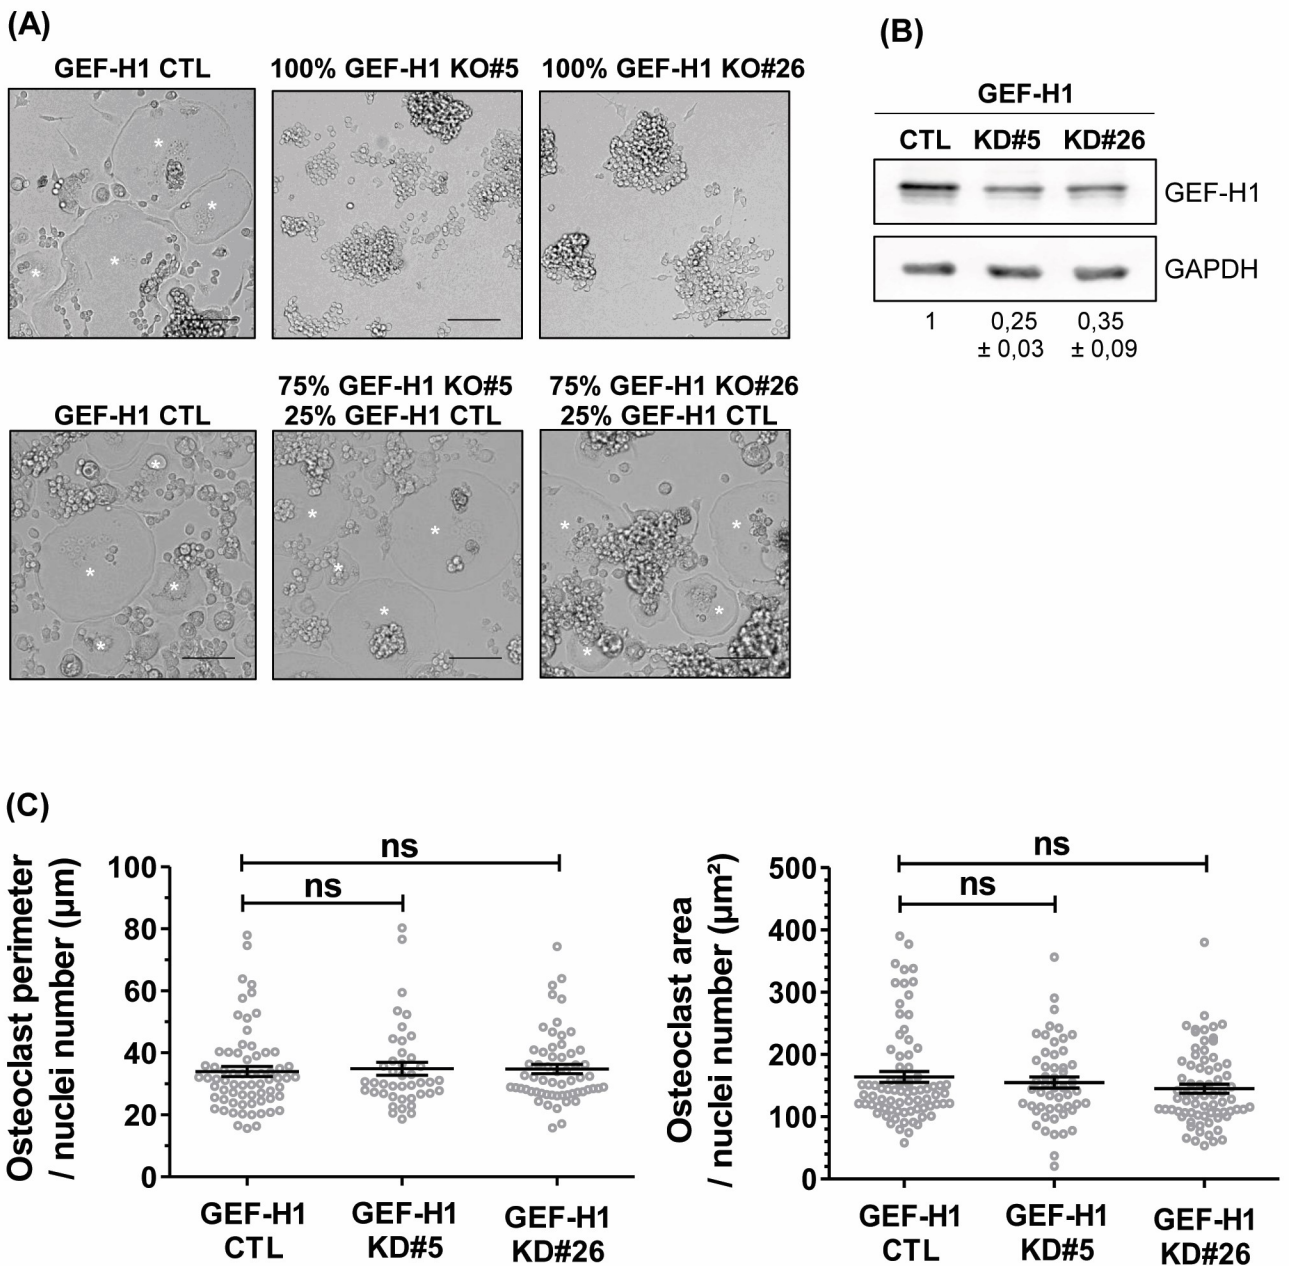 (A)
GEF-H1 CTL
100% GEF-H1 KO#5
100% GEF-H1 KO#26
* * * *
GEF-H1 CTL
75% GEF-H1 KO#5
25% GEF-H1 CTL
75% GEF-H1 KO#26
25% GEF-H1 CTL
* * * *
* * * *
* * * *
(B)
GEF-H1
CTL KD#5 KD#26
GEF-H1
GAPDH
1 0,25 0,35
± 0,03 ± 0,09
(C)
Osteoclast perimeter
/ nuclei number (µm)
100
80
60
40
20
0
ns
ns
GEF-H1
CTL
GEF-H1
KD#5
GEF-H1
KD#26
Osteoclast area
/ nuclei number (µm²)
500
400
300
200
100
0
ns
ns
GEF-H1
CTL
GEF-H1
KD#5
GEF-H1
KD#26